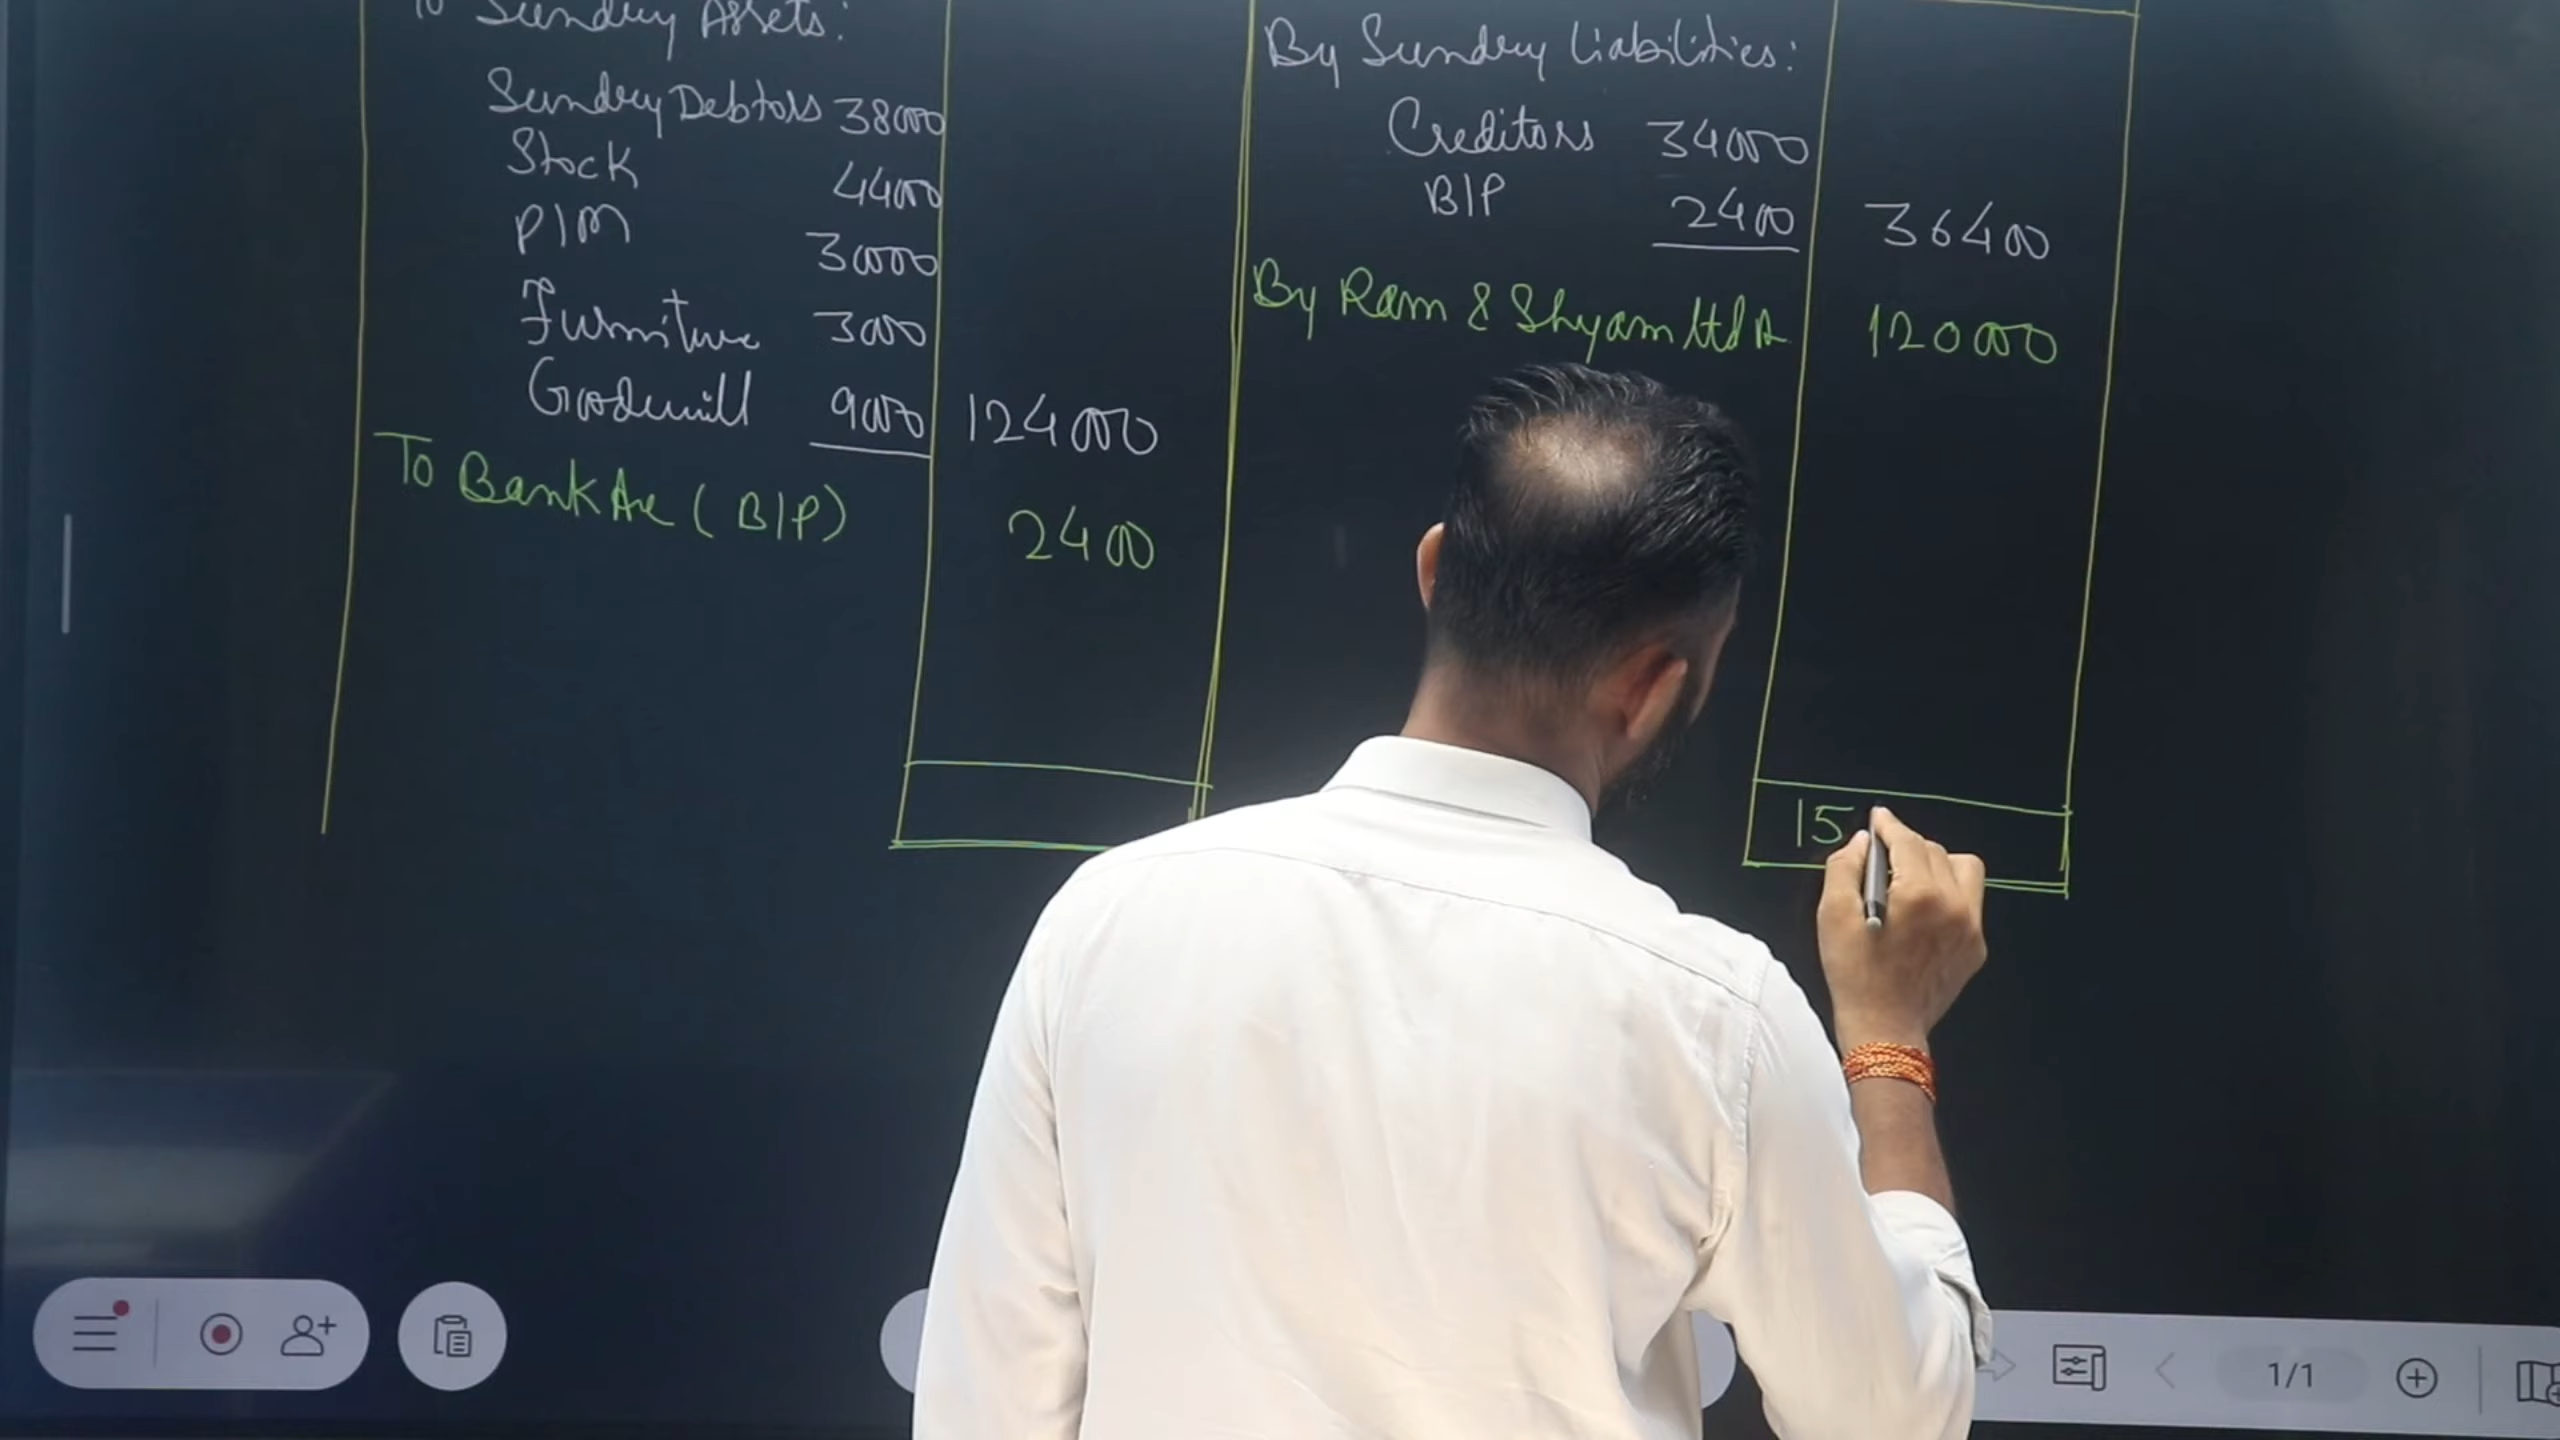 To Sundry Assets:
Sundry Debtors 38000
Stock 44000
P/M 30000
Furniture 3000
Goodwill 9000 124000
To Bank A/c (B/P) 2400
By Sundry Liabilities:
Creditors 34000
B/P 2400 36400
By Ram & Shyam Ltd A 120000
15
1/1